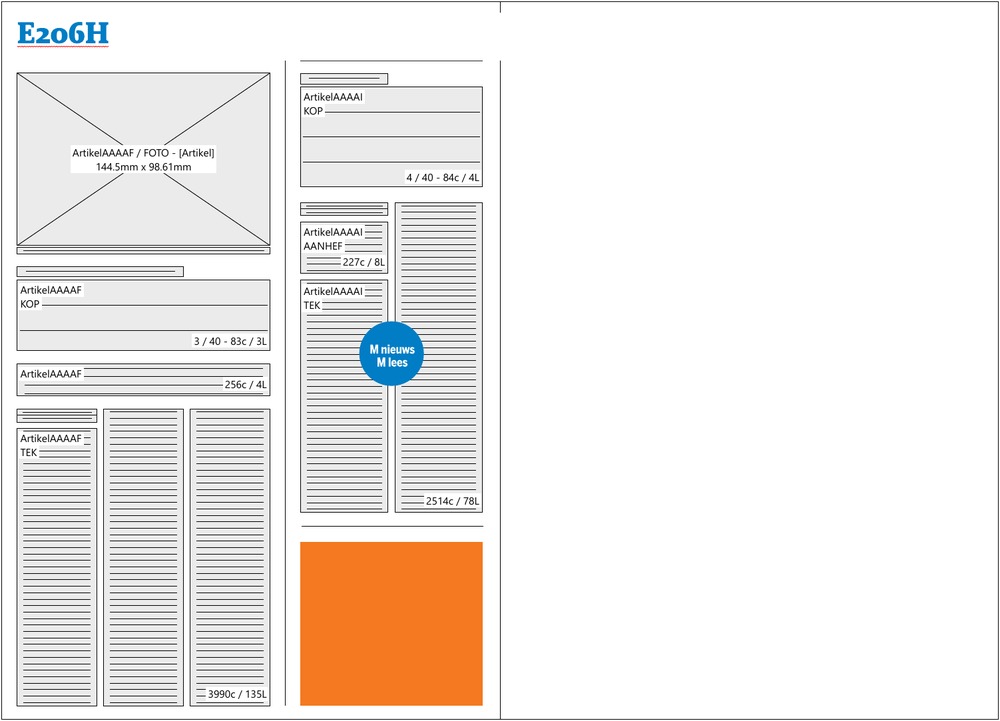 E206H
ArtikelAAAAF / FOTO - [Artikel]
144.5mm x 98.61mm
ArtikelAAAAF
KOP
3 / 40 - 83c / 3L
ArtikelAAAAF
256c / 4L
ArtikelAAAAF
TEK
3990c / 135L
ArtikelAAAAI
KOP
4 / 40 - 84c / 4L
ArtikelAAAAI
AANHEF
227c / 8L
ArtikelAAAAI
TEK
M nieuws
M lees
2514c / 78L